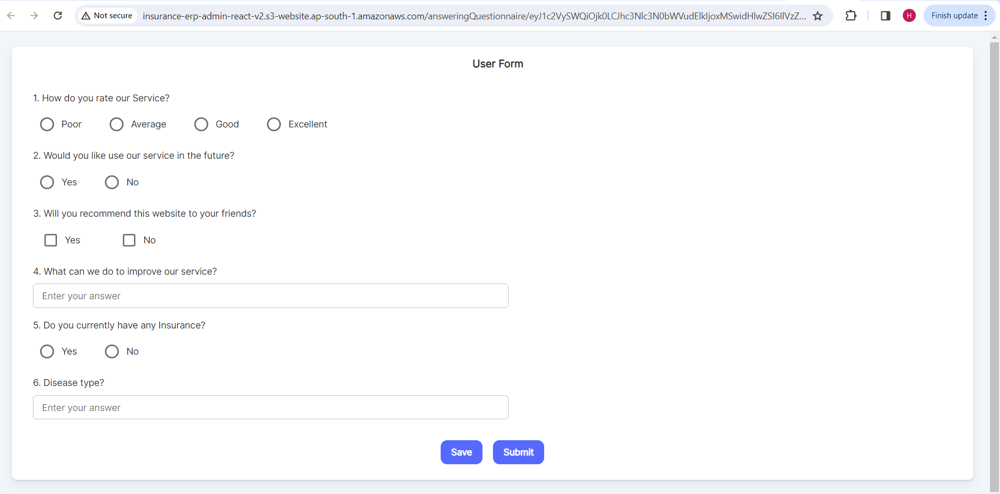 Not secure insurance-erp-admin-react-v2.s3-website.ap-south-1.amazonaws.com/answeringQuestionnaire/eyJ1c2VySWQiOjk0LCJhc3Nlc3N0bWVudElkIjoxMSwidHlwZSI6IlVzZ... H Finish update
User Form
1. How do you rate our Service?
Poor Average Good Excellent
2. Would you like use our service in the future?
Yes No
3. Will you recommend this website to your friends?
Yes No
4. What can we do to improve our service?
Enter your answer
5. Do you currently have any Insurance?
Yes No
6. Disease type?
Enter your answer
Save Submit